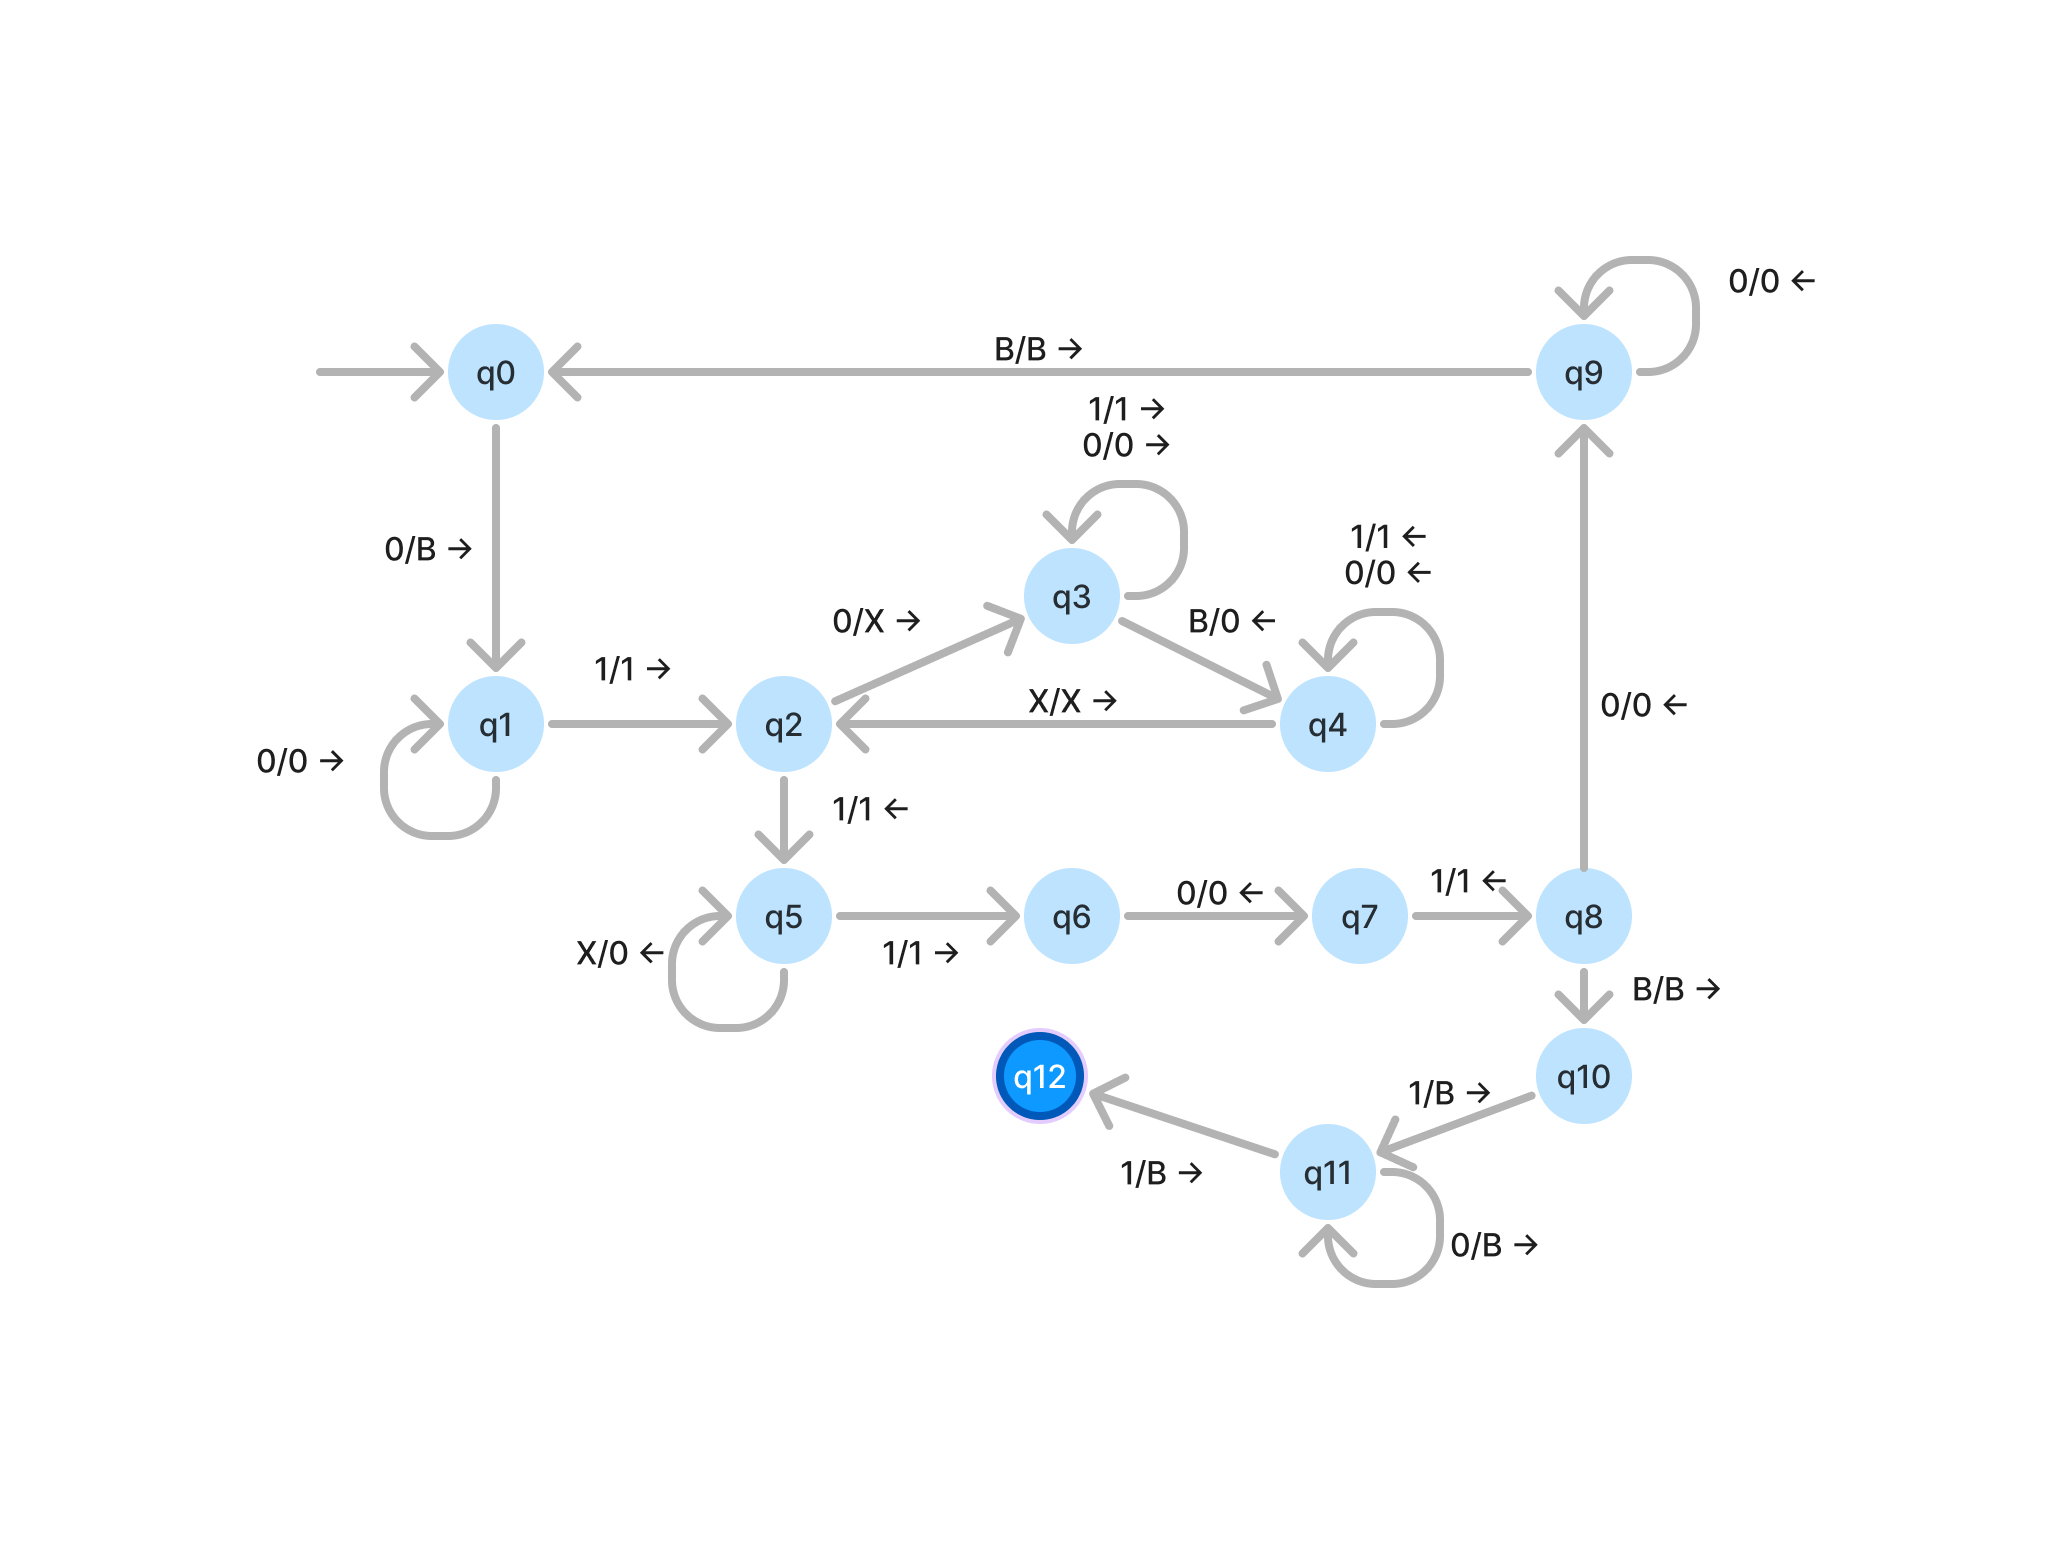 0/0 ←
B/B →
q0
q9
1/1 →
0/0 →
1/1 ←
0/0 ←
0/B →
q3
0/X →
B/0 ←
1/1 →
X/X →
0/0 ←
q1
q2
q4
0/0 →
1/1 ←
1/1 ←
0/0 ←
q5
q6
q7
q8
X/0 ←
1/1 →
B/B →
q12
q10
1/B →
1/B →
q11
0/B →